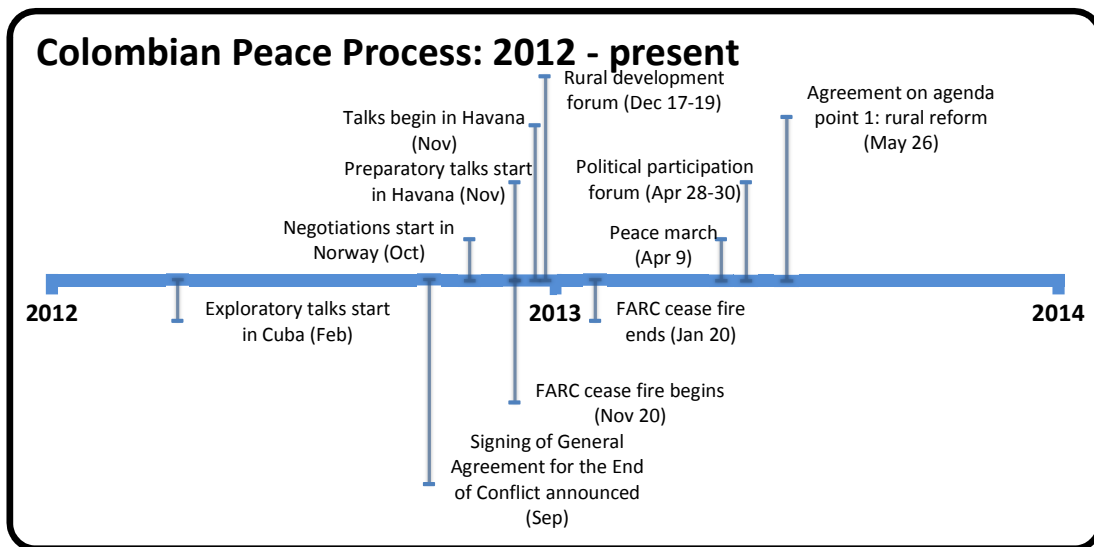 Colombian Peace Process: 2012 - present
Rural development
forum (Dec 17-19)
Agreement on agenda
point 1: rural reform
(May 26)
Talks begin in Havana
(Nov)
Preparatory talks start
in Havana (Nov)
Political participation
forum (Apr 28-30)
Negotiations start in
Norway (Oct)
Peace march
(Apr 9)
2012
2013
2014
Exploratory talks start
in Cuba (Feb)
FARC cease fire
ends (Jan 20)
FARC cease fire begins
(Nov 20)
Signing of General
Agreement for the End
of Conflict announced
(Sep)